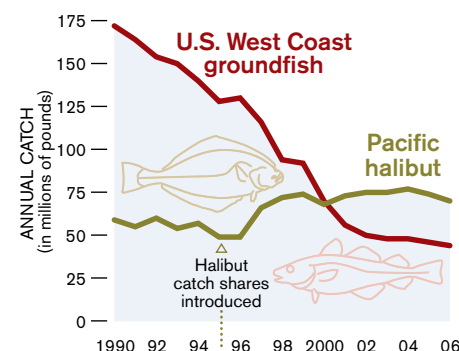 175
150
125
100
75
50
25
0
ANNUAL CATCH
(in millions of pounds)
U.S. West Coast
groundfish
Pacific
halibut
Halibut
catch shares
introduced
1990 92 94 96 98 2000 02 04 06